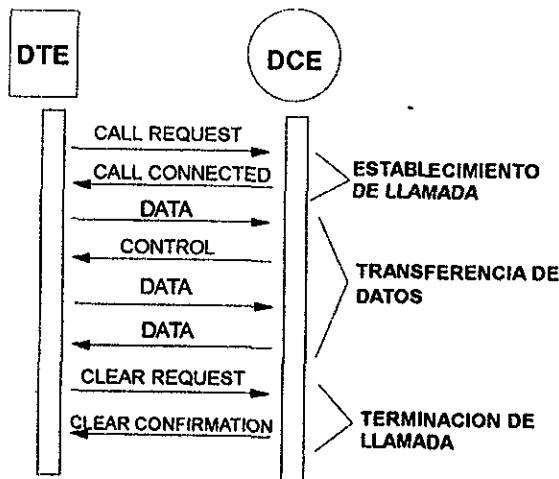 DTE
DCE
CALL REQUEST
CALL CONNECTED
ESTABLECIMIENTO
DE LLAMADA
DATA
CONTROL
DATA
DATA
TRANSFERENCIA DE
DATOS
CLEAR REQUEST
CLEAR CONFIRMATION
TERMINACION DE
LLAMADA